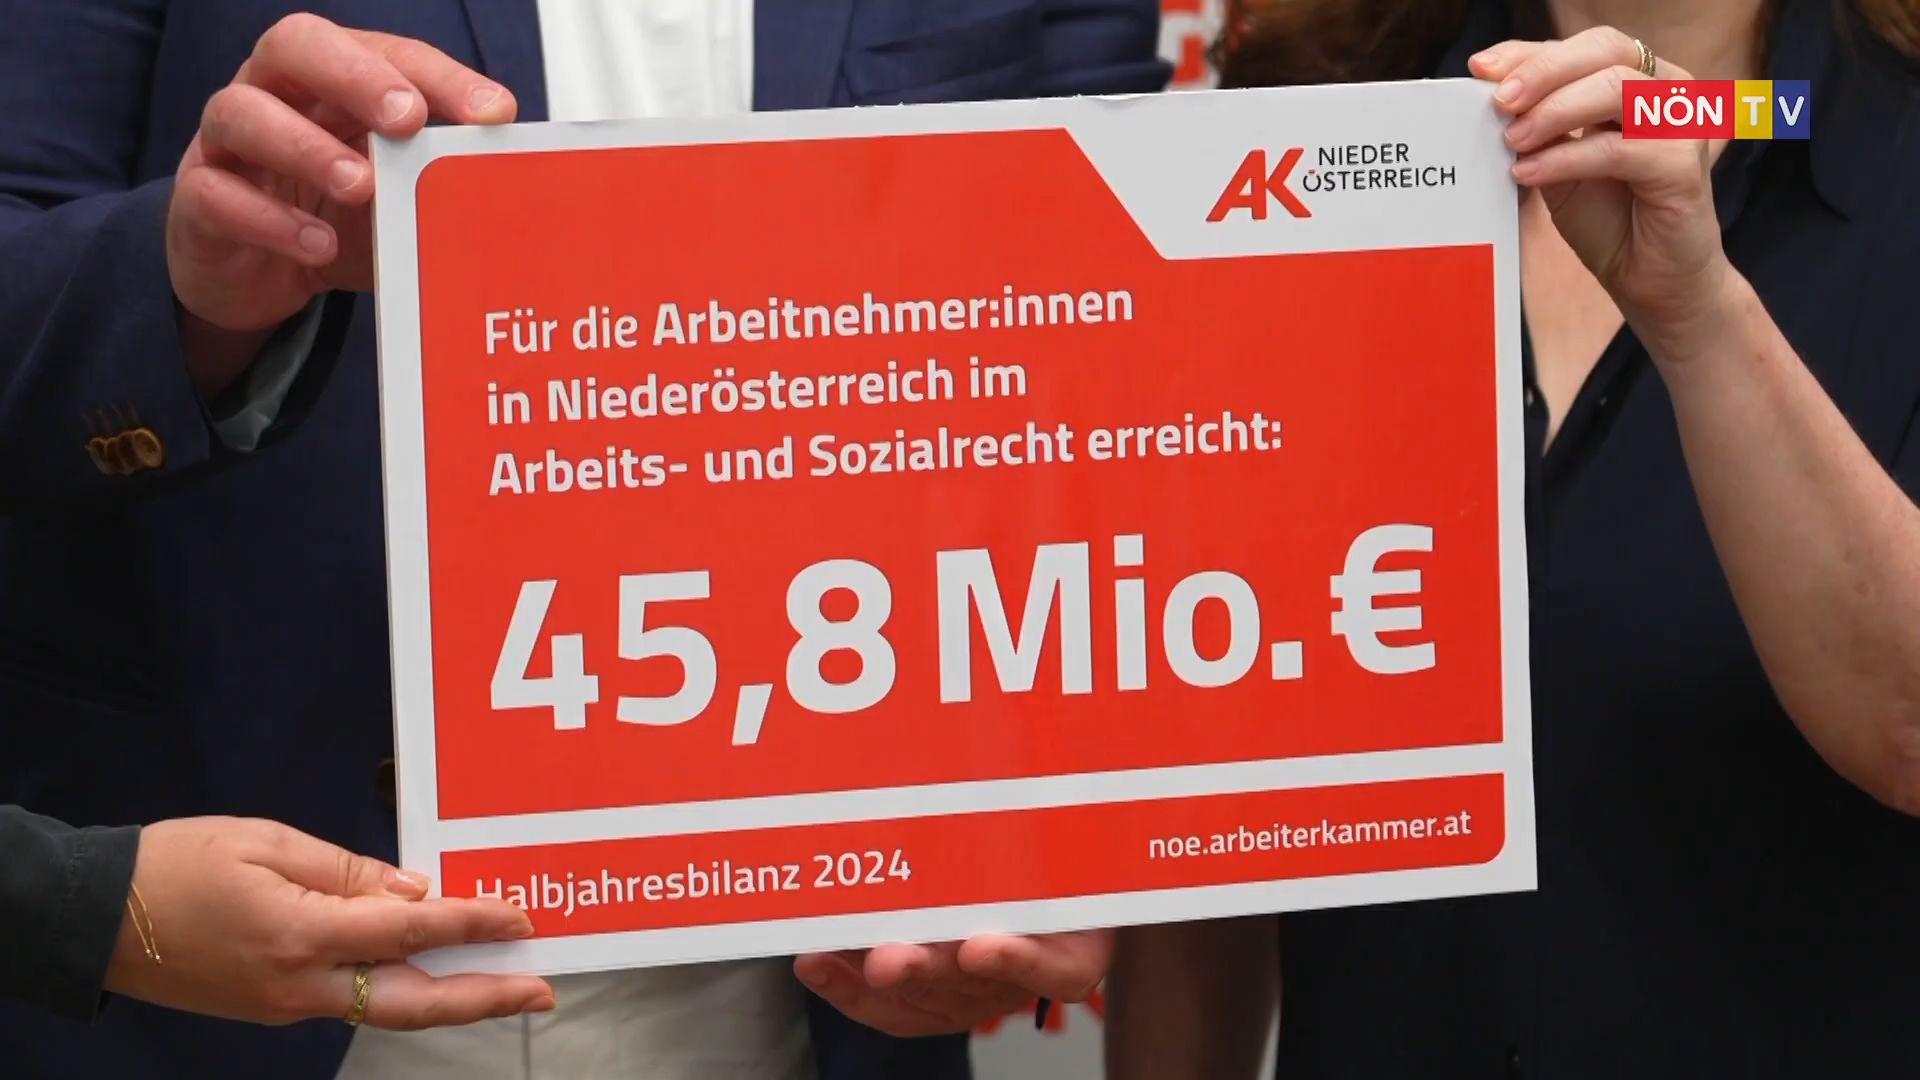 NÖN TV
AK NIEDER
ÖSTERREICH
Für die Arbeitnehmer:innen
in Niederösterreich im
Arbeits- und Sozialrecht erreicht:
45,8 Mio. €
Halbjahresbilanz 2024
noe.arbeiterkammer.at